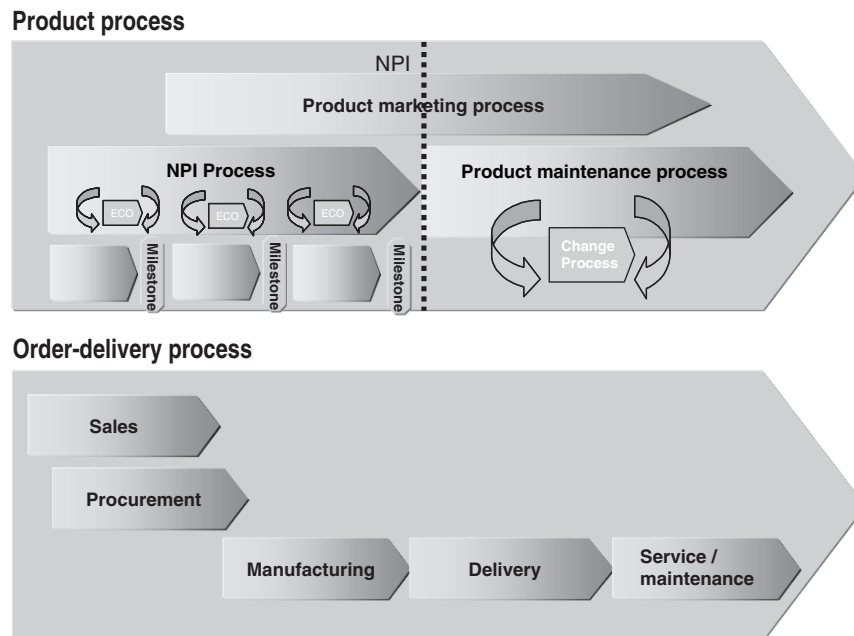 Product process
NPI
Product marketing process
NPI Process
Product maintenance process
ECO
ECO
ECO
Change
Process
Milestone
Milestone
Milestone
Order-delivery process
Sales
Procurement
Manufacturing
Delivery
Service /
maintenance